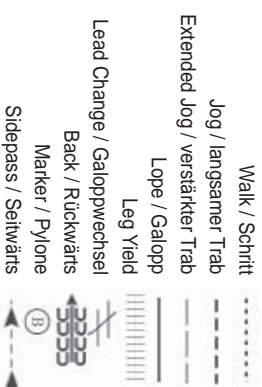 Walk / Schritt
Jog / langsamer Trab
Extended Jog / verstärkter Trab
Lope / Galopp
Leg Yield
Lead Change / Galoppwechsel
Back / Rückwärts
Marker / Pylone
B
Sidepass / Seitwärts